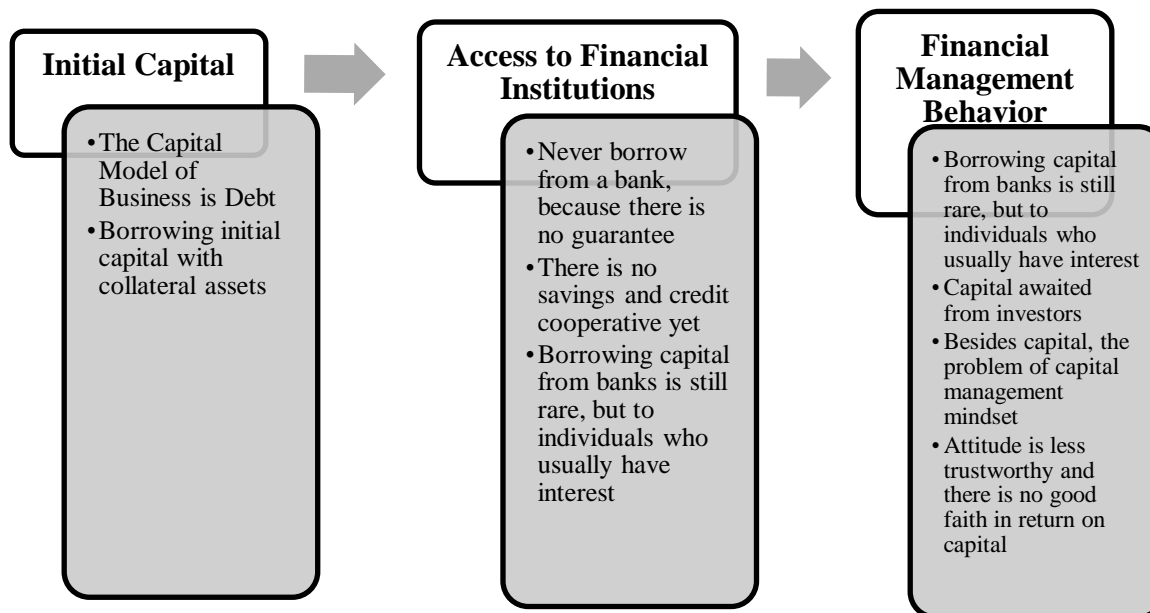 Initial Capital
•The Capital
Model of
Business is Debt
•Borrowing initial
capital with
collateral assets
Access to Financial
Institutions
•Never borrow
from a bank,
because there is
no guarantee
•There is no
savings and credit
cooperative yet
•Borrowing capital
from banks is still
rare, but to
individuals who
usually have
interest
Financial
Management
Behavior
•Borrowing capital
from banks is still
rare, but to
individuals who
usually have interest
•Capital awaited
from investors
•Besides capital, the
problem of capital
management
mindset
•Attitude is less
trustworthy and
there is no good
faith in return on
capital